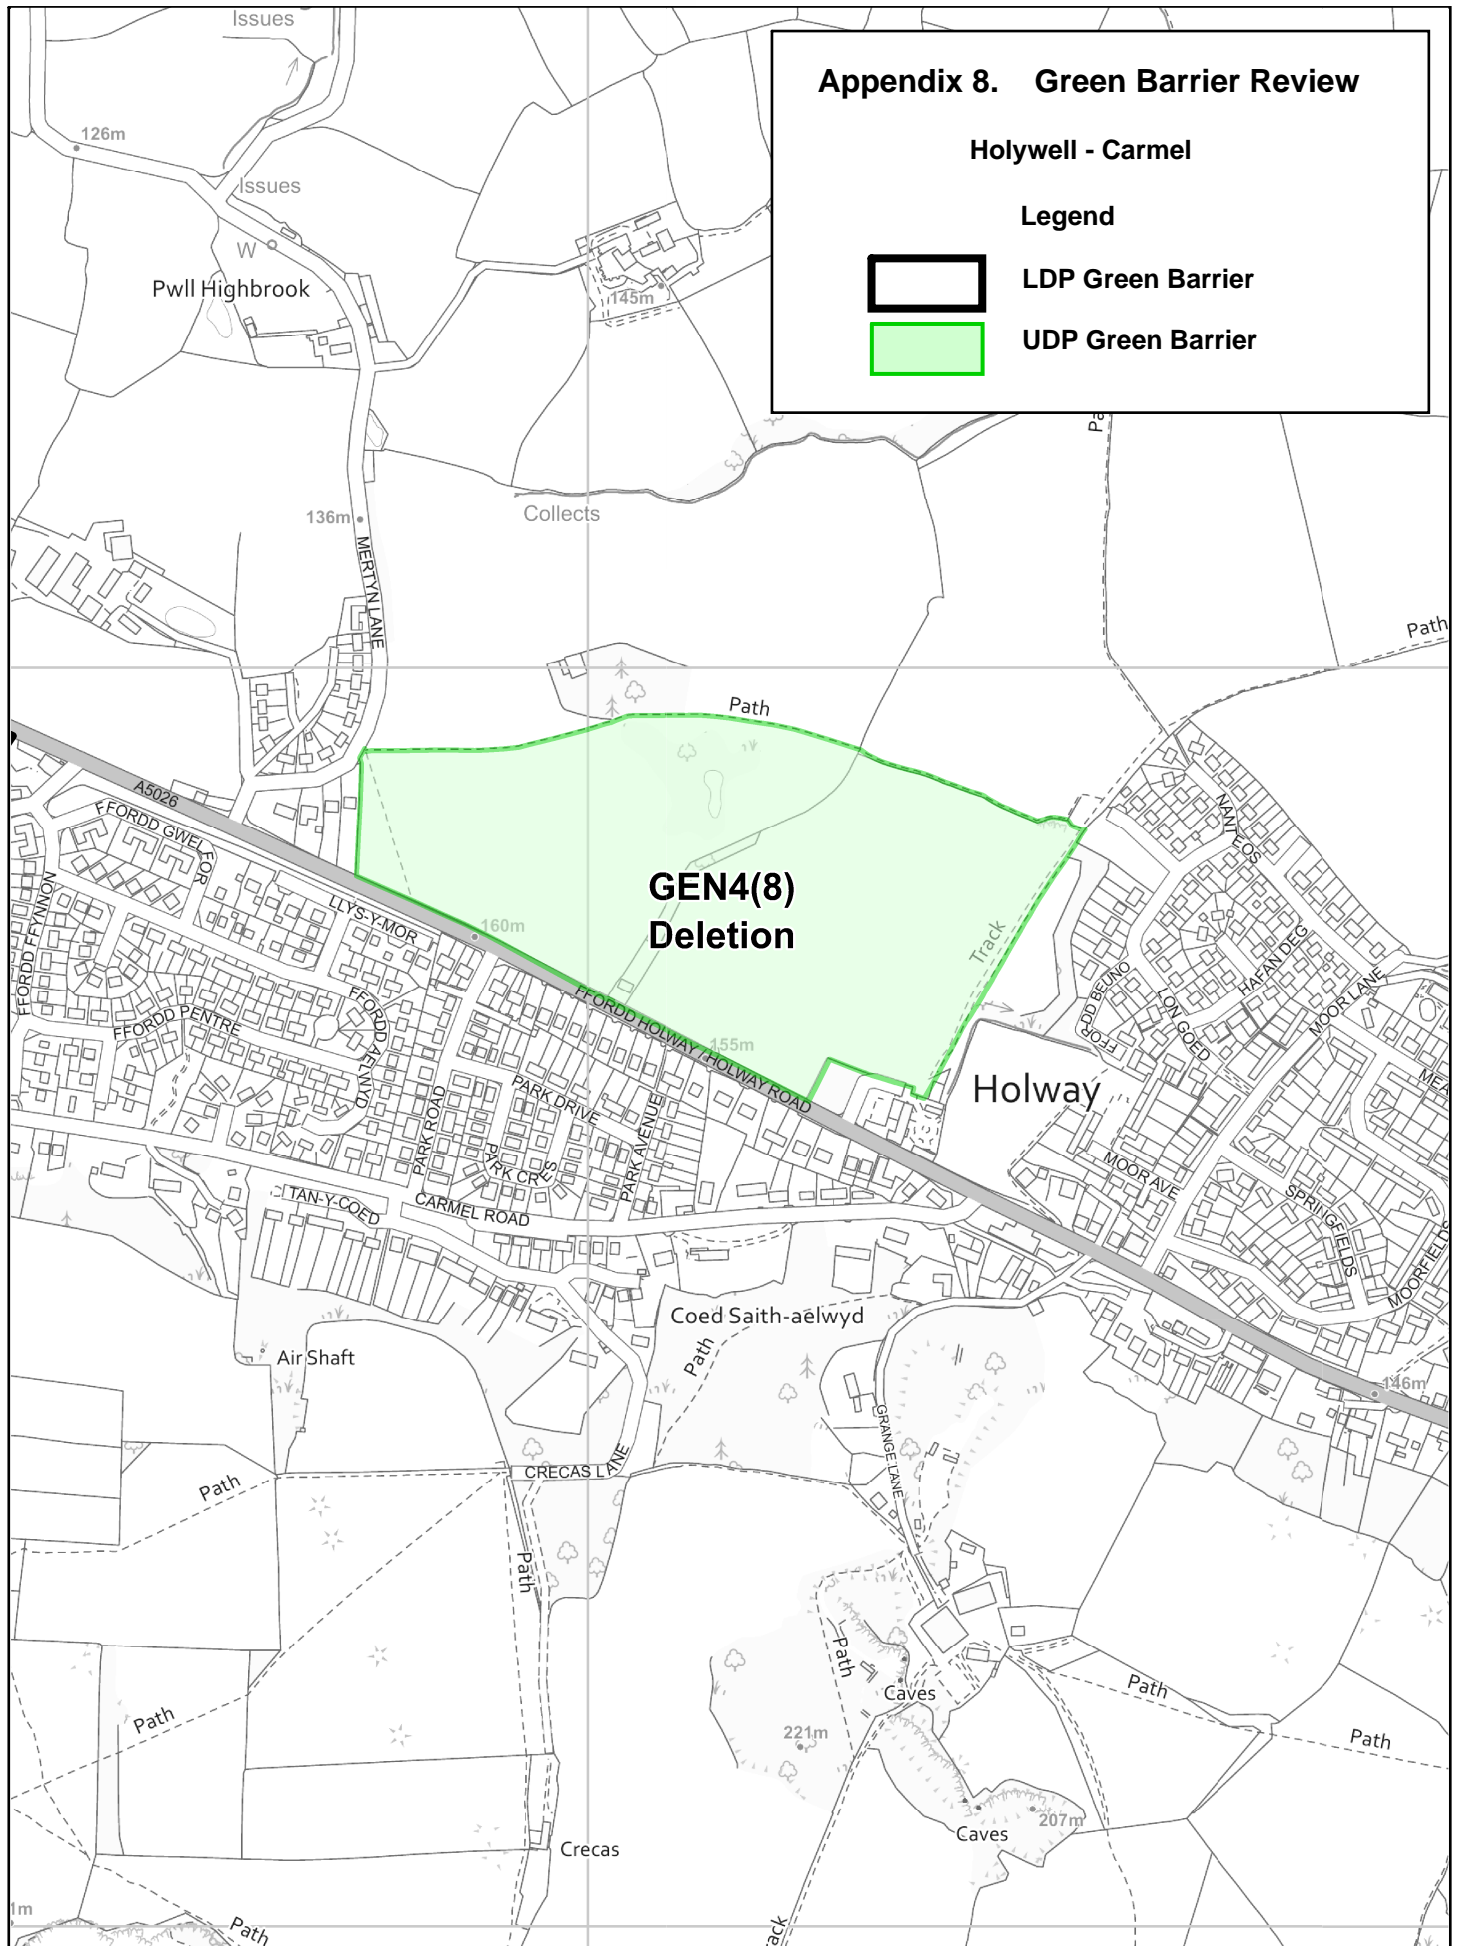 Issues
Appendix 8. Green Barrier Review
Holywell - Carmel
Legend
LDP Green Barrier
UDP Green Barrier
126m
Issues
W
Pwll Highbrook
145m
Collects
136m
MERTYN LANE
Path
Path
A5026
FFORDD GWEL FOR
LLYS-Y-MOR
160m
GEN4(8)
Deletion
Track
NANT EOS
FFORDD FFYNNON
FFORDD PENTRE
FFORDD AELWYD
FFORDD HOLWAY / HOLWAY ROAD
155m
FFORDD BEUNO
LON GOED
HAFAN DEG
MOOR LANE
Holway
PARK ROAD
PARK DRIVE
PARK CRES
PARK AVENUE
MOOR AVE
SPRINGFIELDS
MOORFIELDS
TAN-Y-COED
CARMEL ROAD
Coed Saith-aelwyd
Path
Air Shaft
146m
GRANGE LANE
CRECAS LANE
Path
Path
Path
Path
Path
Path
Caves
221m
Caves
207m
Crecas
Path